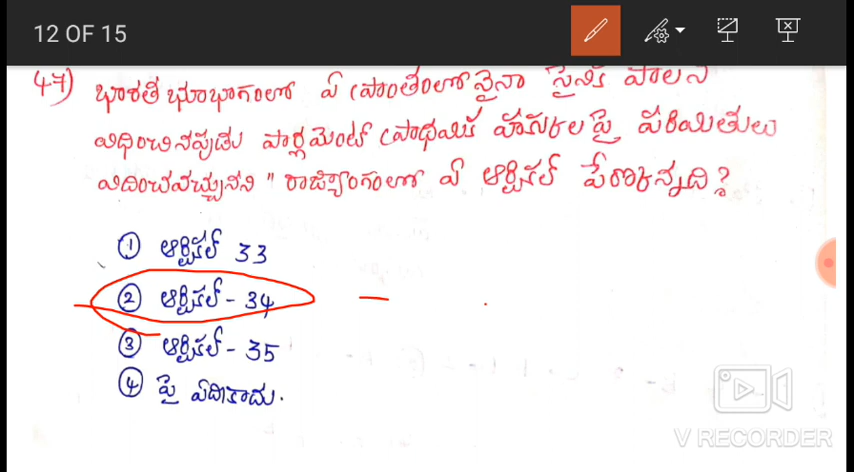 12 OF 15
47) భారత భూభాగంలో ఏ ప్రాంతంలోనైనా సైనిక పాలన
విధించినపుడు పార్లమెంట్ ప్రాథమిక హక్కులపై పరిమితులు
విదించవచ్చునని " రాజ్యాంగంలో ఏ ఆర్టికల్ పేర్కొన్నది?
① ఆర్టికల్ 33
② ఆర్టికల్ - 34
③ ఆర్టికల్ - 35
④ పై ఏదికాదు.
V RECORDER